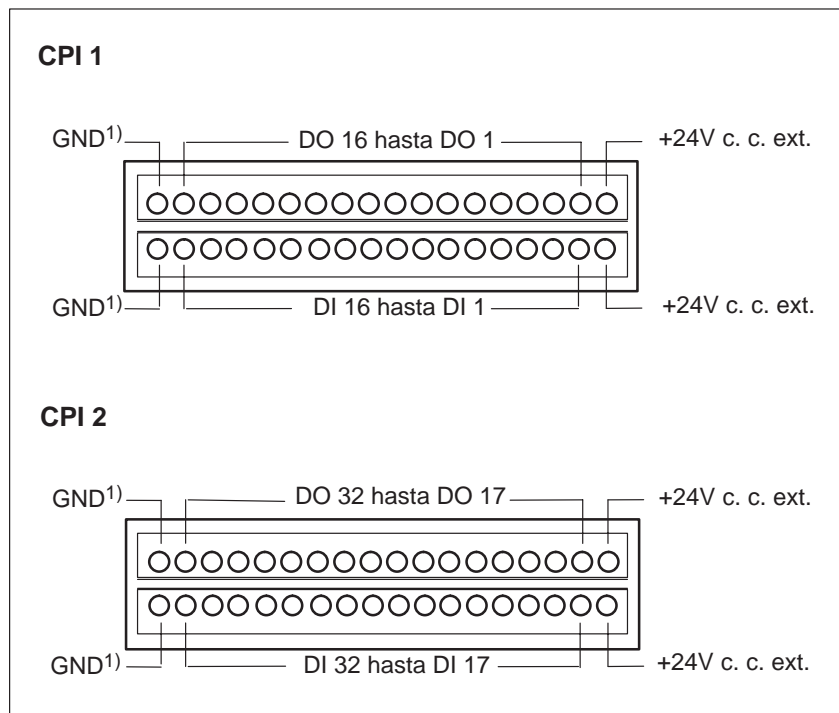 CPI 1
GND1) DO 16 hasta DO 1 +24V c. c. ext.
GND1) DI 16 hasta DI 1 +24V c. c. ext.
CPI 2
GND1) DO 32 hasta DO 17 +24V c. c. ext.
GND1) DI 32 hasta DI 17 +24V c. c. ext.